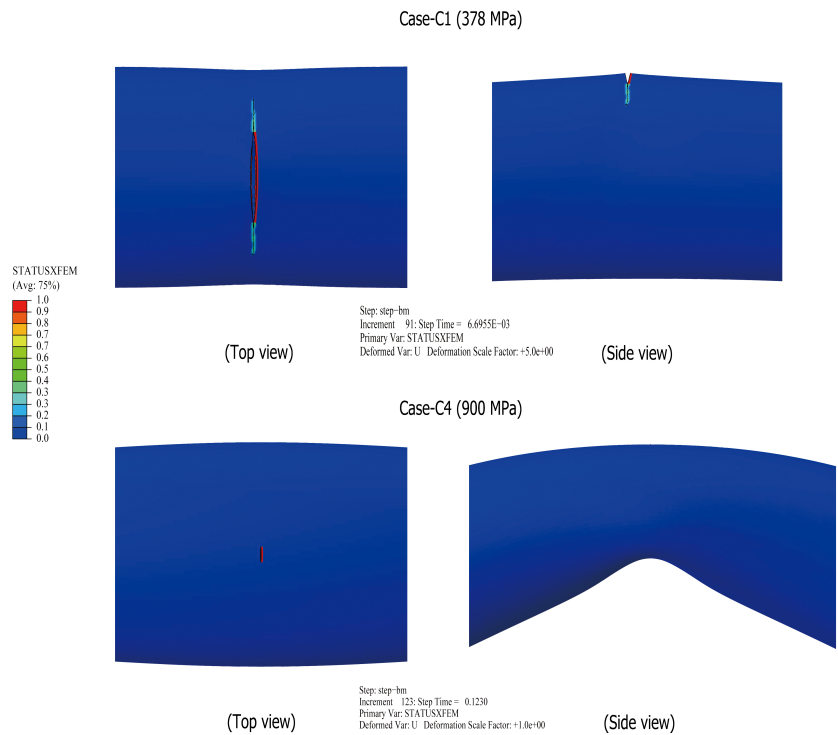 Case-C1 (378 MPa)
STATUSXFEM
(Avg: 75%)
1.0
0.9
0.8
0.7
0.6
0.5
0.4
0.3
0.3
0.2
0.1
0.0
(Top view)
Step: step-bm
Increment 91: Step Time = 6.6955E-03
Primary Var: STATUSXFEM
Deformed Var: U Deformation Scale Factor: +5.0e+00
(Side view)
Case-C4 (900 MPa)
(Top view)
Step: step-bm
Increment 123: Step Time = 0.1230
Primary Var: STATUSXFEM
Deformed Var: U Deformation Scale Factor: +1.0e+00
(Side view)